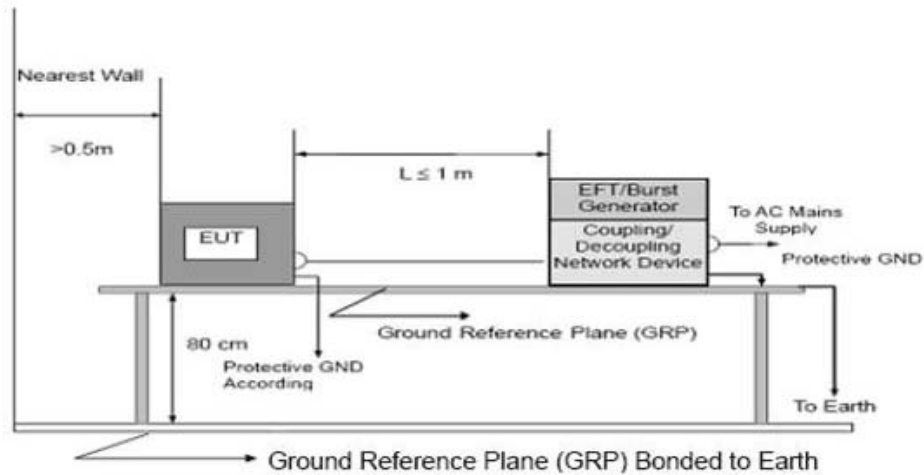 Nearest Wall
>0.5m
L ≤ 1 m
EUT
EFT/Burst
Generator
Coupling/
Decoupling
Network Device
To AC Mains
Supply
Protective GND
Ground Reference Plane (GRP)
80 cm
Protective GND
According
To Earth
Ground Reference Plane (GRP) Bonded to Earth